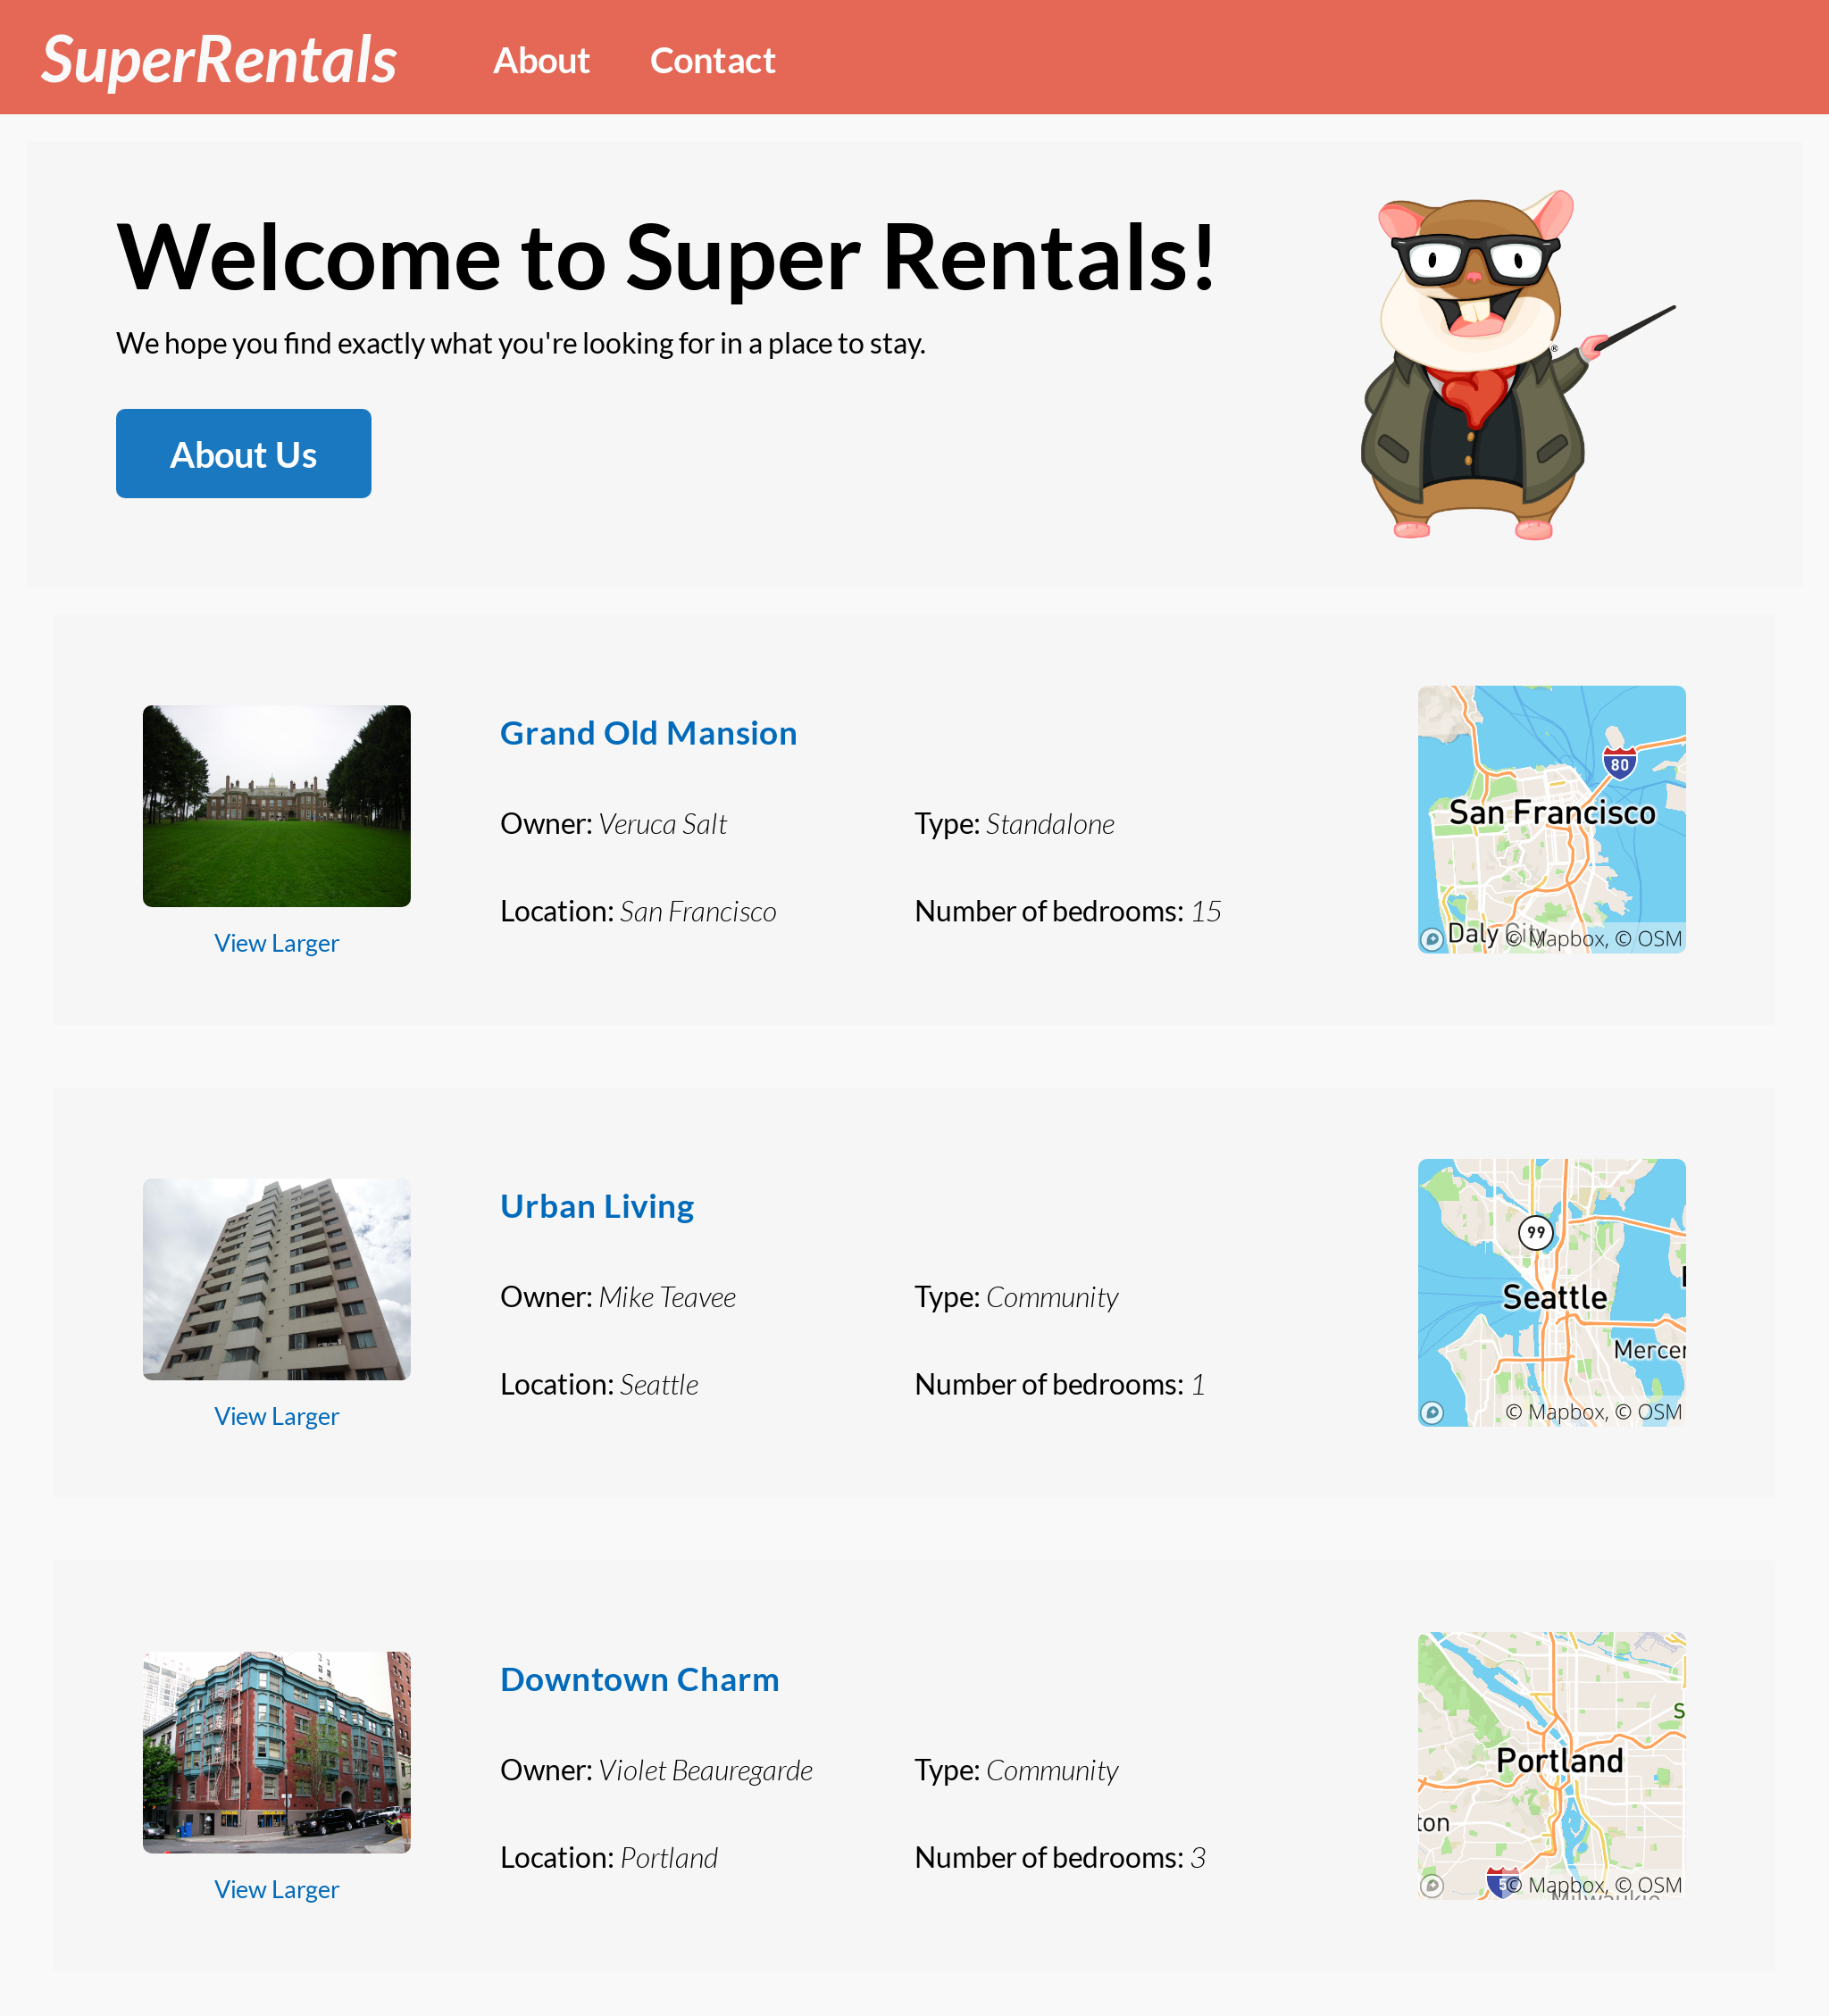 SuperRentals
About
Contact
Welcome to Super Rentals!
We hope you find exactly what you're looking for in a place to stay.
®
About Us
Grand Old Mansion
Owner: Veruca Salt
Type: Standalone
Location: San Francisco
Number of bedrooms: 15
View Larger
80
San Francisco
Daly City
© Mapbox, © OSM
Urban Living
Owner: Mike Teavee
Type: Community
Location: Seattle
Number of bedrooms: 1
View Larger
99
Seattle
Mercer
© Mapbox, © OSM
Downtown Charm
Owner: Violet Beauregarde
Type: Community
Location: Portland
Number of bedrooms: 3
View Larger
S
Portland
ton
5
© Mapbox, © OSM
Milwaukie